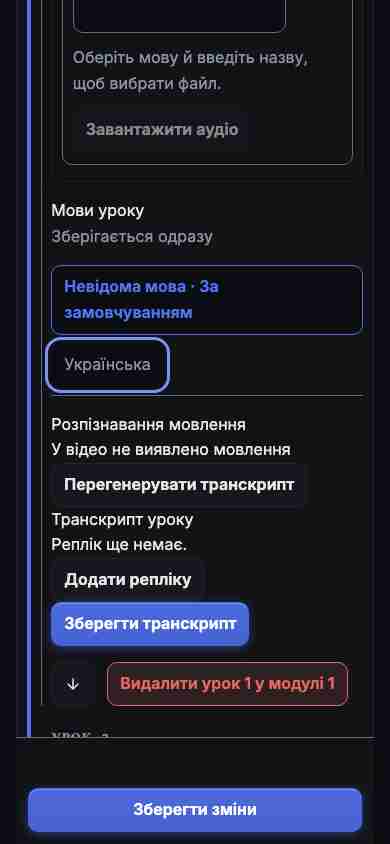 Оберіть мову й введіть назву,
щоб вибрати файл.
Завантажити аудіо
Мови уроку
Зберігається одразу
Невідома мова · За
замовчуванням
Українська
Розпізнавання мовлення
У відео не виявлено мовлення
Перегенерувати транскрипт
Транскрипт уроку
Реплік ще немає.
Додати репліку
Зберегти транскрипт
↓
Видалити урок 1 у модулі 1
Зберегти зміни